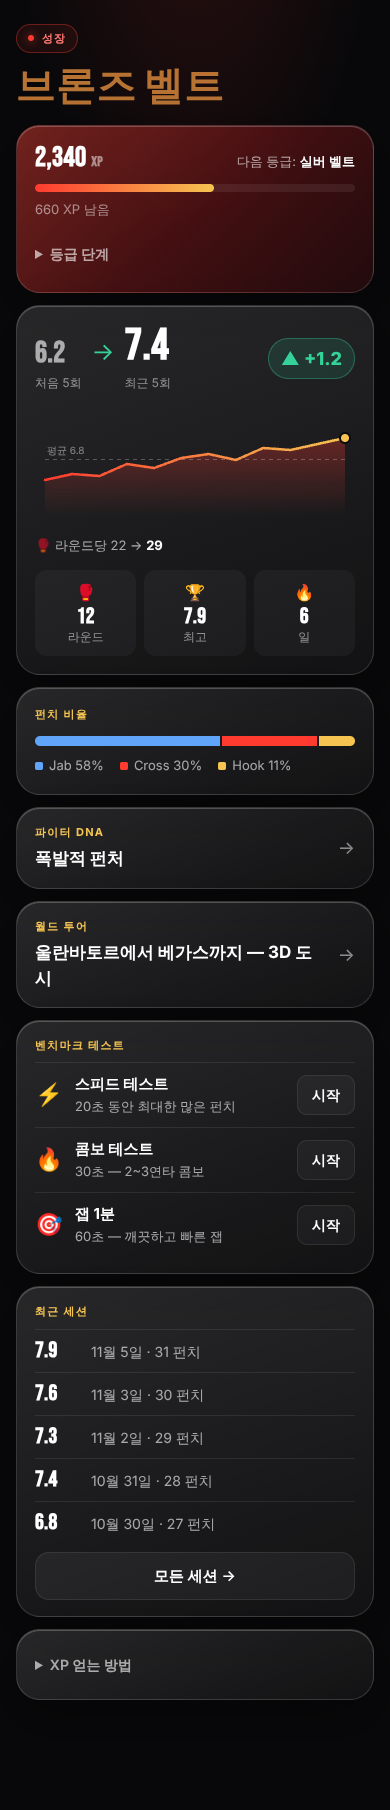 성장
브론즈 벨트
2,340 XP
다음 등급: 실버 벨트
660 XP 남음
▶ 등급 단계
6.2 → 7.4
▲ +1.2
처음 5회
최근 5회
평균 6.8
🥊 라운드당 22 → 29
🥊
12
라운드
🏆
7.9
최고
🔥
6
일
펀치 비율
Jab 58%
Cross 30%
Hook 11%
파이터 DNA
폭발적 펀처
→
월드 투어
울란바토르에서 베가스까지 — 3D 도
시
→
벤치마크 테스트
⚡ 스피드 테스트
20초 동안 최대한 많은 펀치
시작
🔥 콤보 테스트
30초 — 2~3연타 콤보
시작
🎯 잽 1분
60초 — 깨끗하고 빠른 잽
시작
최근 세션
7.9 11월 5일 · 31 펀치
7.6 11월 3일 · 30 펀치
7.3 11월 2일 · 29 펀치
7.4 10월 31일 · 28 펀치
6.8 10월 30일 · 27 펀치
모든 세션 →
▶ XP 얻는 방법